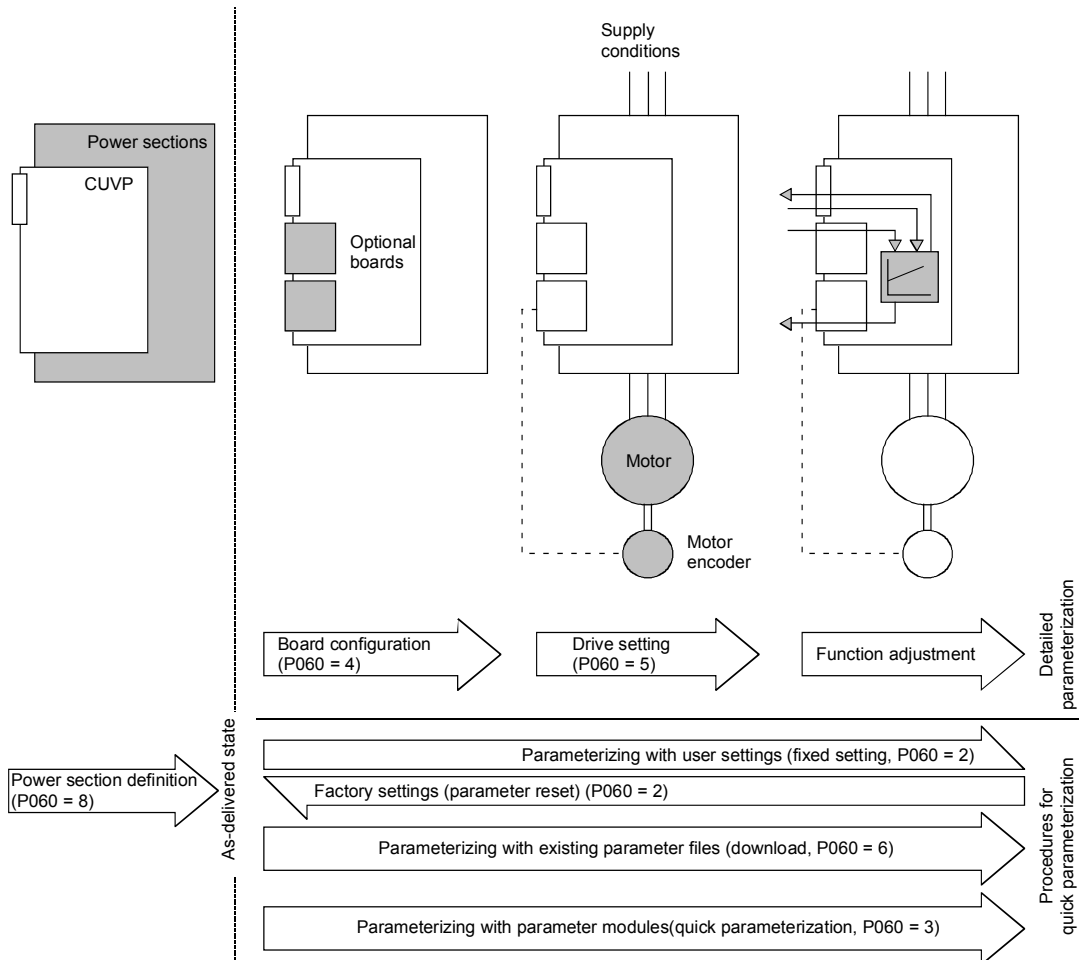 Supply
conditions
Power sections
CUVP
Optional
boards
Motor
Motor
encoder
Board configuration
(P060 = 4)
Drive setting
(P060 = 5)
Function adjustment
Detailed
parameterization
As-delivered state
Power section definition
(P060 = 8)
Parameterizing with user settings (fixed setting, P060 = 2)
Factory settings (parameter reset) (P060 = 2)
Parameterizing with existing parameter files (download, P060 = 6)
Parameterizing with parameter modules(quick parameterization, P060 = 3)
Procedures for
quick parameterization